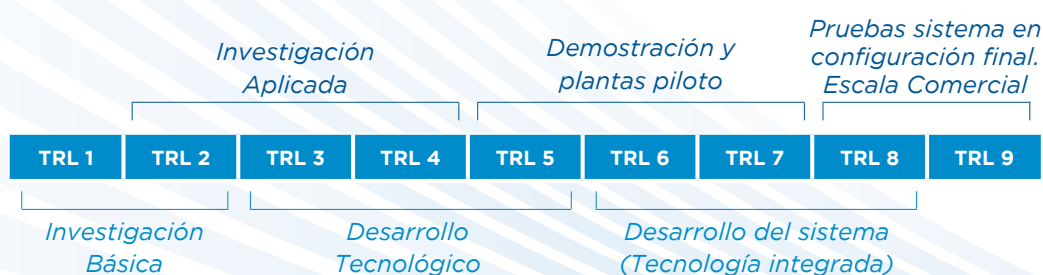 Investigación
Aplicada
Demostración y
plantas piloto
Pruebas sistema en
configuración final.
Escala Comercial
TRL 1 TRL 2 TRL 3 TRL 4 TRL 5 TRL 6 TRL 7 TRL 8 TRL 9
Investigación
Básica
Desarrollo
Tecnológico
Desarrollo del sistema
(Tecnología integrada)